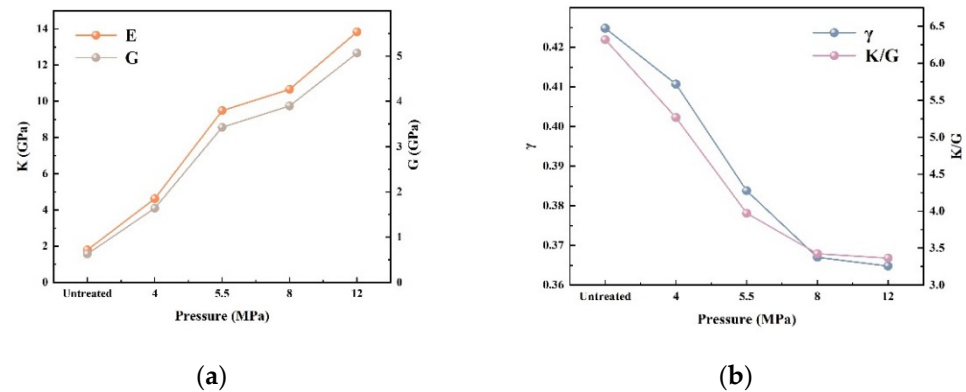 E
G
14
12
10
8
6
4
2
0
K (GPa)
5
4
3
2
1
0
G (GPa)
Untreated 4 5.5 8 12
Pressure (MPa)
(a)
γ
K/G
0.42
0.41
0.40
0.39
0.38
0.37
0.36
γ
6.5
6.0
5.5
5.0
4.5
4.0
3.5
3.0
K/G
Untreated 4 5.5 8 12
Pressure (MPa)
(b)